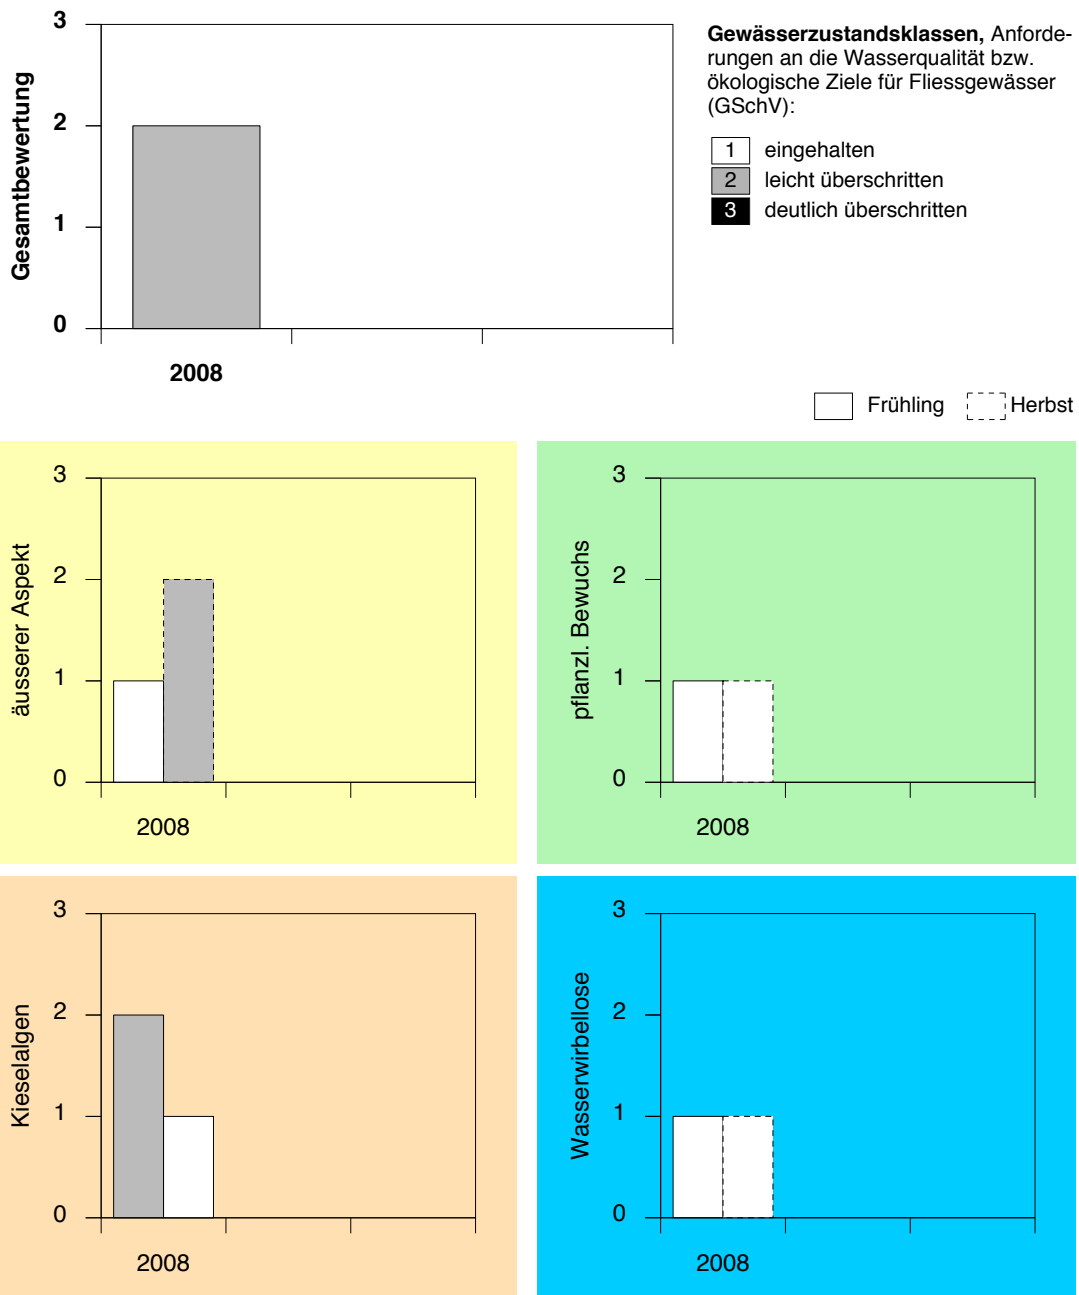 3
2
1
0
Gesamtbewertung
2008
Gewässerzustandsklassen, Anforde-
rungen an die Wasserqualität bzw.
ökologische Ziele für Fliessgewässer
(GSchV):
1 eingehalten
2 leicht überschritten
3 deutlich überschritten
Frühling Herbst
3
2
1
0
äusserer Aspekt
2008
3
2
1
0
pflanzl. Bewuchs
2008
3
2
1
0
Kieselalgen
2008
3
2
1
0
Wasserwirbellose
2008